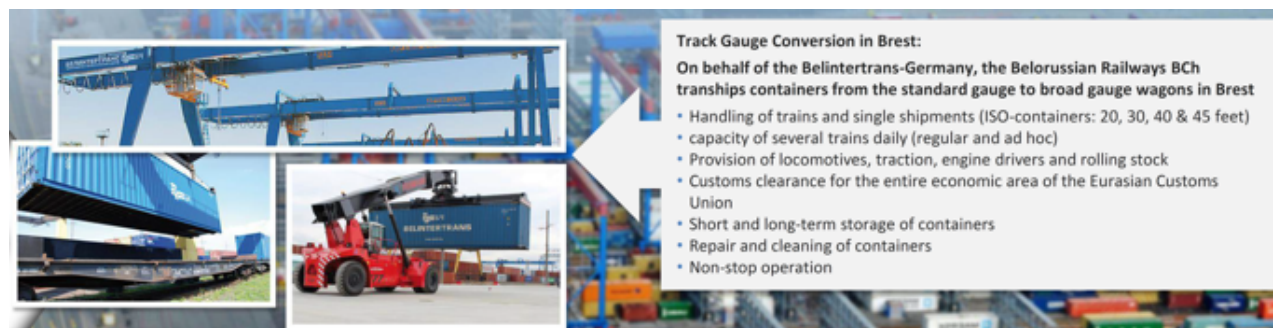 Track Gauge Conversion in Brest:
On behalf of the Belintertrans-Germany, the Belorussian Railways BCh
tranships containers from the standard gauge to broad gauge wagons in Brest
• Handling of trains and single shipments (ISO-containers: 20, 30, 40 & 45 feet)
• capacity of several trains daily (regular and ad hoc)
• Provision of locomotives, traction, engine drivers and rolling stock
• Customs clearance for the entire economic area of the Eurasian Customs
Union
• Short and long-term storage of containers
• Repair and cleaning of containers
• Non-stop operation
BELINTERTRANS
BELINTERTRANS